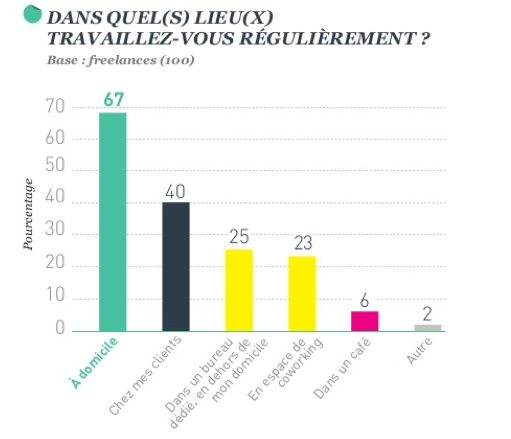 DANS QUEL(S) LIEU(X)
TRAVAILLEZ-VOUS RÉGULIÈREMENT ?
Base : freelances (100)
Pourcentage
70
60
50
40
30
20
10
0
67
40
25
23
6
2
À domicile
Chez mes clients
Dans un bureau
dédié, en dehors de
mon domicile
En espace de
coworking
Dans un café
Autre